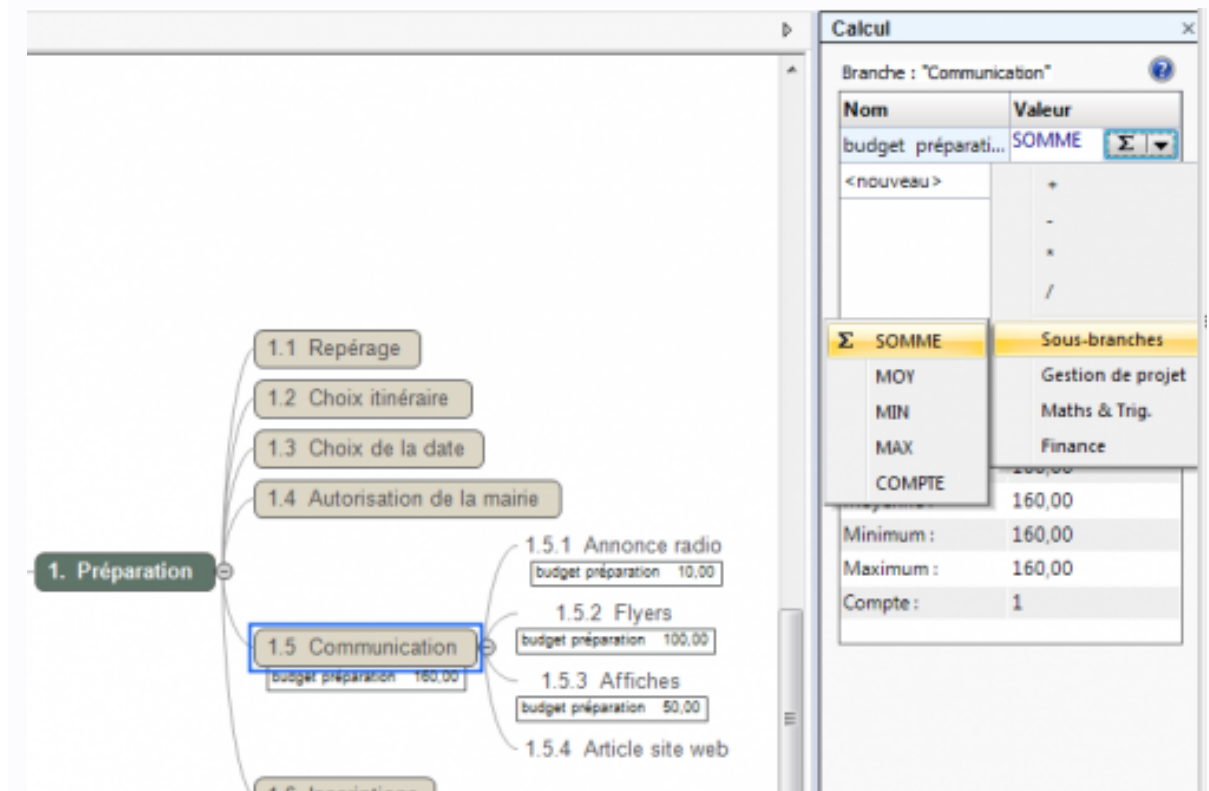 Calcul
Branche : "Communication"
Nom Valeur
budget préparati... SOMME Σ
<nouveau>
+
-
*
/
Sous-branches
Gestion de projet
Maths & Trig.
Finance
Σ SOMME
MOY
MIN
MAX
COMPTE
160,00
Minimum : 160,00
Maximum : 160,00
Compte : 1
1. Préparation
1.1 Repérage
1.2 Choix itinéraire
1.3 Choix de la date
1.4 Autorisation de la mairie
1.5 Communication
budget préparation 160,00
1.5.1 Annonce radio
budget préparation 10,00
1.5.2 Flyers
budget préparation 100,00
1.5.3 Affiches
budget préparation 50,00
1.5.4 Article site web